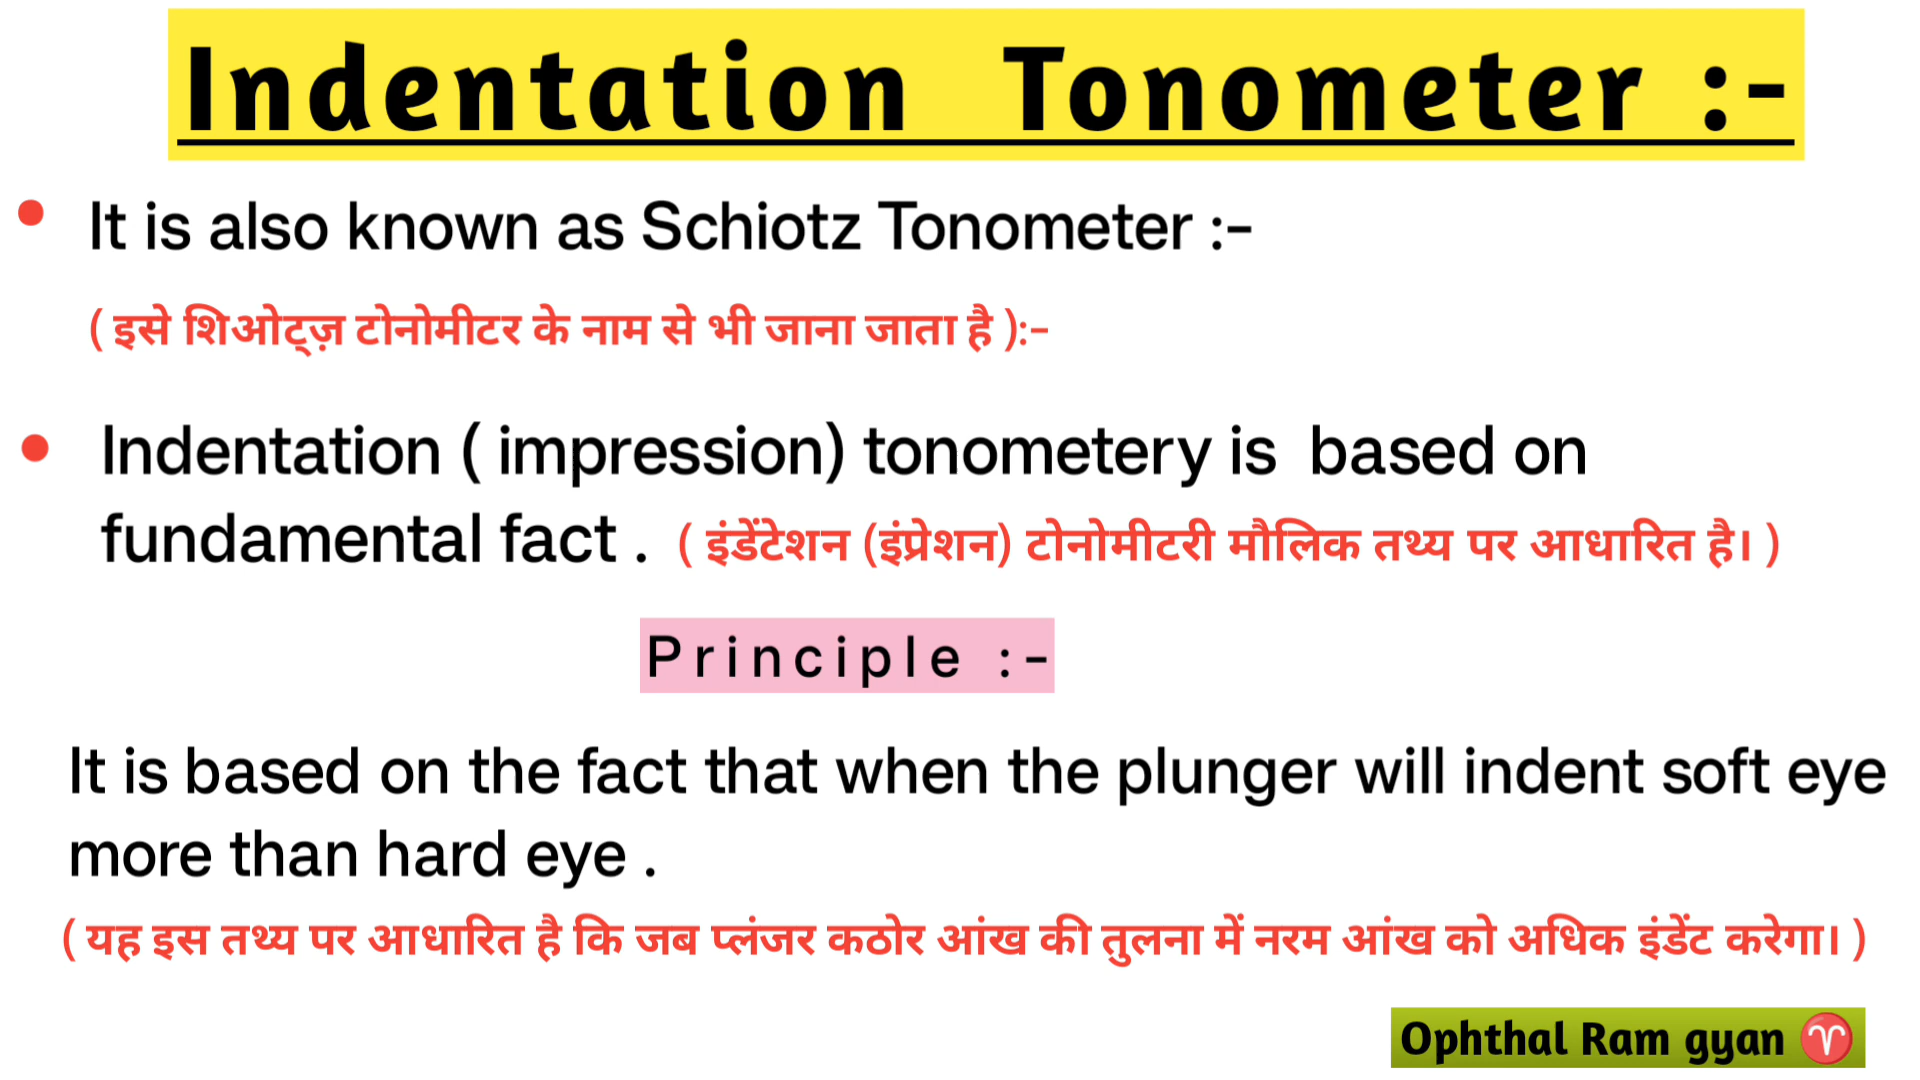 Indentation Tonometer :-
• It is also known as Schiotz Tonometer :-
( इसे शिओट्ज़ टोनोमीटर के नाम से भी जाना जाता है ):-
• Indentation ( impression) tonometery is based on
fundamental fact . ( इंडेंटेशन (इंप्रेशन) टोनोमीटरी मौलिक तथ्य पर आधारित है। )
Principle :-
It is based on the fact that when the plunger will indent soft eye
more than hard eye .
( यह इस तथ्य पर आधारित है कि जब प्लंजर कठोर आंख की तुलना में नरम आंख को अधिक इंडेंट करेगा। )
Ophthal Ram gyan ♈